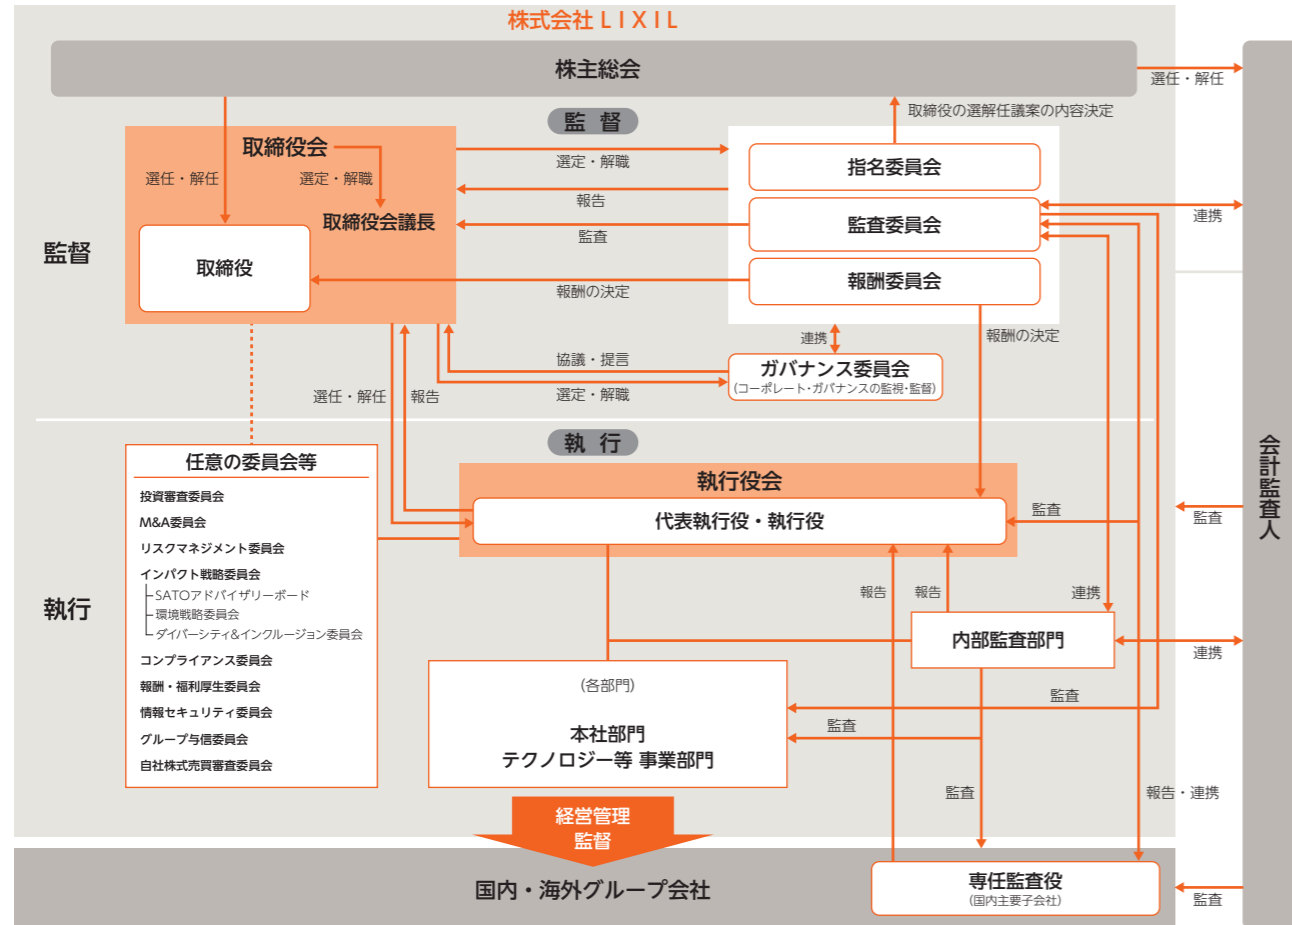 株式会社 L I X I L
株主総会
選任・解任
監 督
取締役の選解任議案の内容決定
取締役会
選任・解任
選定・解職
取締役会議長
取締役
選定・解職
報告
監査
報酬の決定
指名委員会
監査委員会
報酬委員会
連携
監督
連携
報酬の決定
協議・提言
選定・解職
ガバナンス委員会
(コーポレート・ガバナンスの監視・監督)
選任・解任
報告
執 行
会計監査人
任意の委員会等
投資審査委員会
M&A委員会
リスクマネジメント委員会
インパクト戦略委員会
SATOアドバイザリーボード
環境戦略委員会
ダイバーシティ&インクルージョン委員会
コンプライアンス委員会
報酬・福利厚生委員会
情報セキュリティ委員会
グループ与信委員会
自社株式売買審査委員会
執行
執行役会
代表執行役・執行役
監査
監査
報告
報告
連携
内部監査部門
連携
(各部門)
本社部門
テクノロジー等 事業部門
監査
監査
監査
報告・連携
経営管理
監督
国内・海外グループ会社
専任監査役
(国内主要子会社)
監査